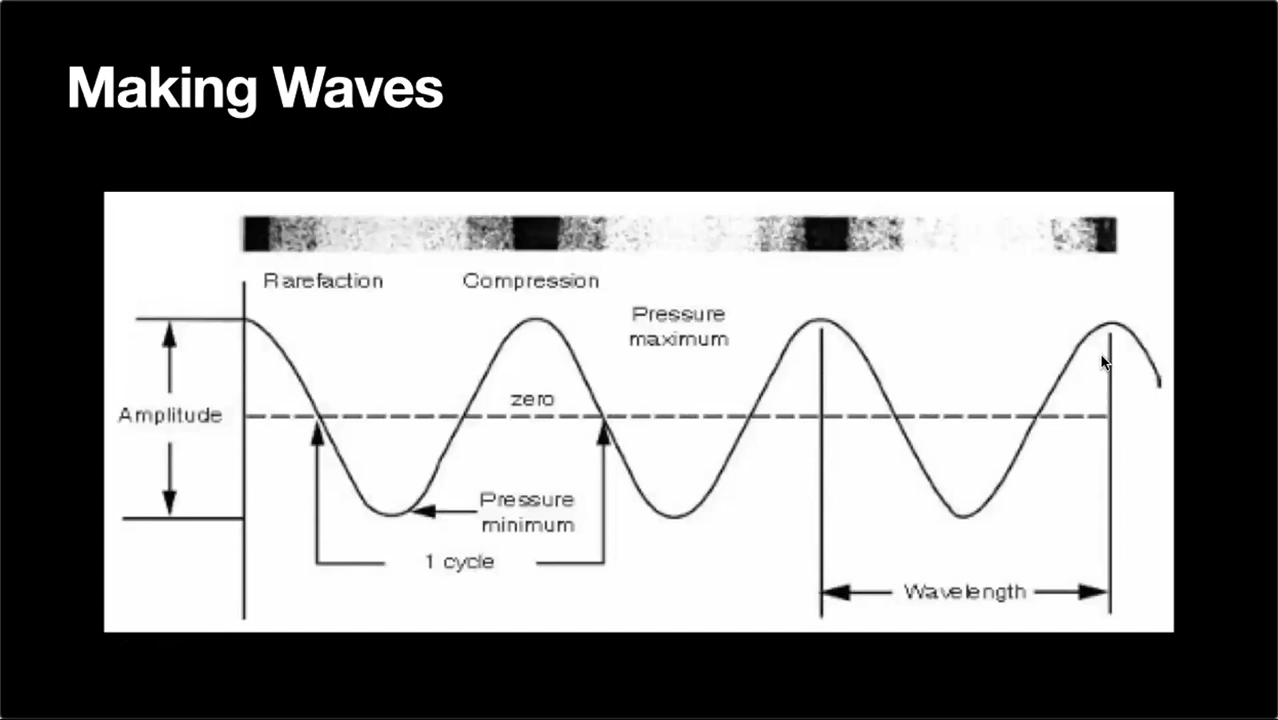 Making Waves
Rarefaction
Compression
Pressure
maximum
zero
Amplitude
Pressure
minimum
1 cycle
Wavelength